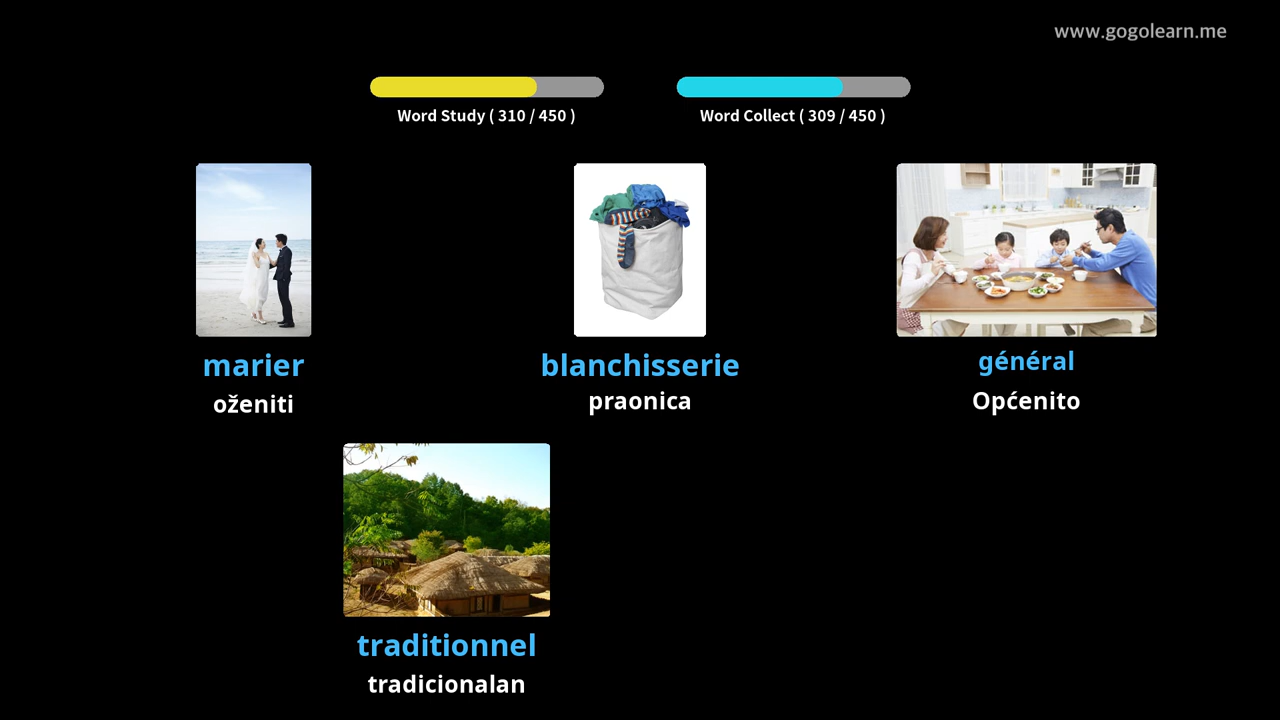 www.gogolearn.me
Word Study ( 310 / 450 )
Word Collect ( 309 / 450 )
marier
oženiti
blanchisserie
praonica
général
Općenito
traditionnel
tradicionalan